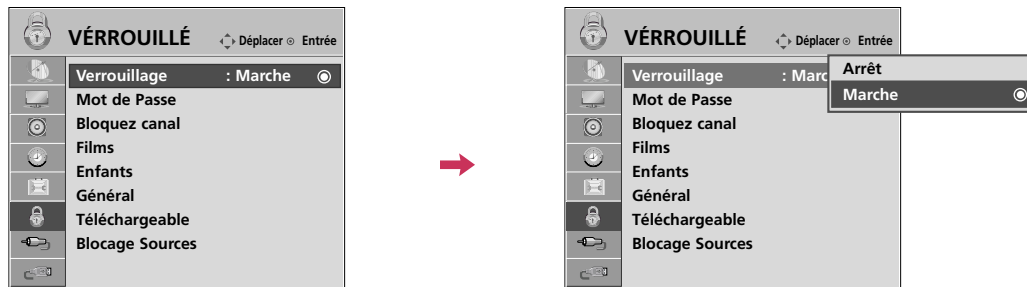 VÉRROUILLÉ Déplacer Entrée
Verrouillage : Marche
Mot de Passe
Bloquez canal
Films
Enfants
Général
Téléchargeable
Blocage Sources
VÉRROUILLÉ Déplacer Entrée
Verrouillage : Marc
Arrêt
Marche
Mot de Passe
Bloquez canal
Films
Enfants
Général
Téléchargeable
Blocage Sources